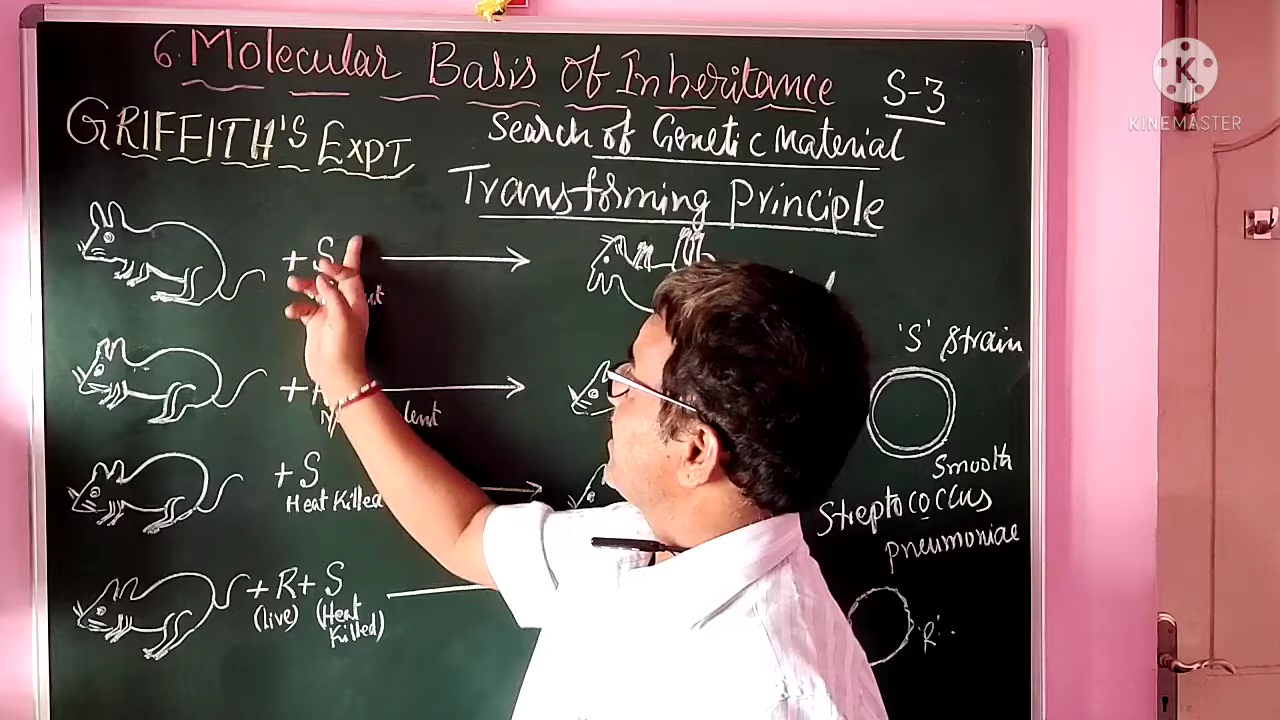 6. Molecular Basis of Inheritance
S-3
GRIFFITH'S EXPT
Search of Genetic Material
Transforming Principle
+ S
+
+ S
Heat Killed
+ R + S
(live) (Heat Killed)
'S' strain
Smooth
Streptococcus
pneumoniae
'R'
K
KINEMASTER